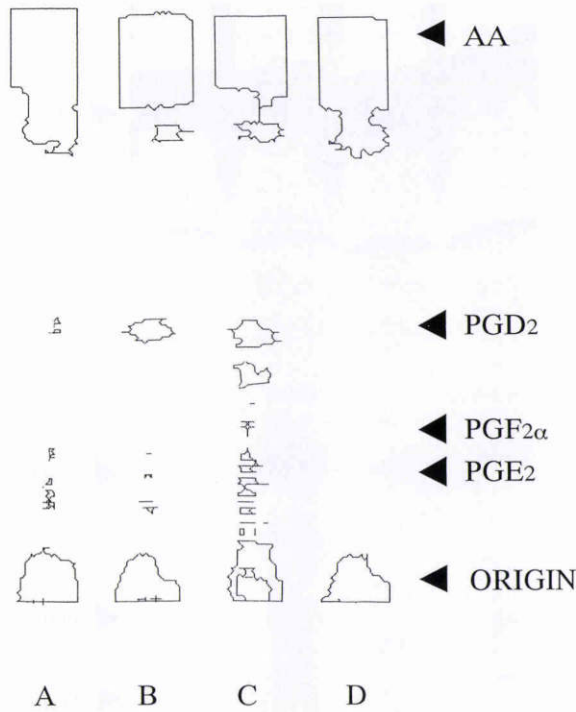 AA
PGD₂
PGF₂α
PGE₂
ORIGIN
A B C D